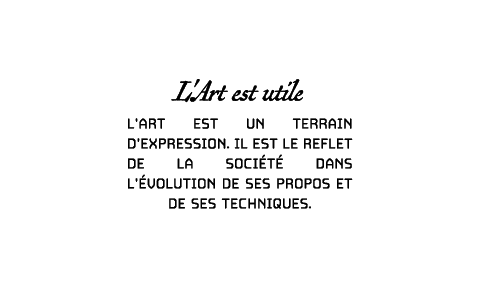 L'Art est utile
L'ART EST UN TERRAIN
D'EXPRESSION. IL EST LE REFLET
DE LA SOCIÉTÉ DANS
L'ÉVOLUTION DE SES PROPOS ET
DE SES TECHNIQUES.